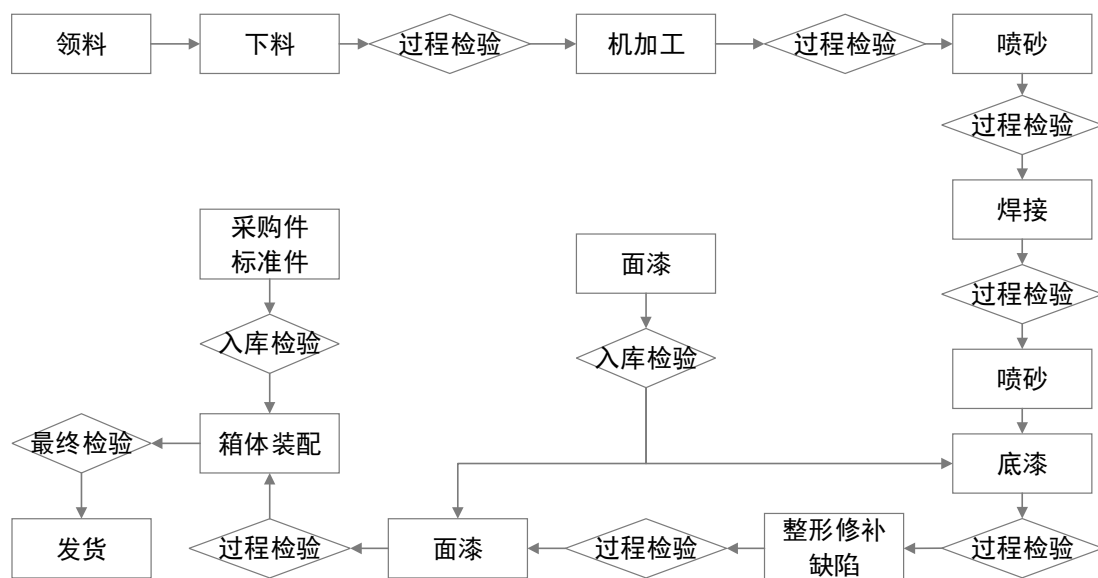 领料
下料
过程检验
机加工
过程检验
喷砂
过程检验
焊接
过程检验
喷砂
底漆
过程检验
整形修补
缺陷
过程检验
面漆
过程检验
箱体装配
最终检验
发货
采购件
标准件
入库检验
面漆
入库检验